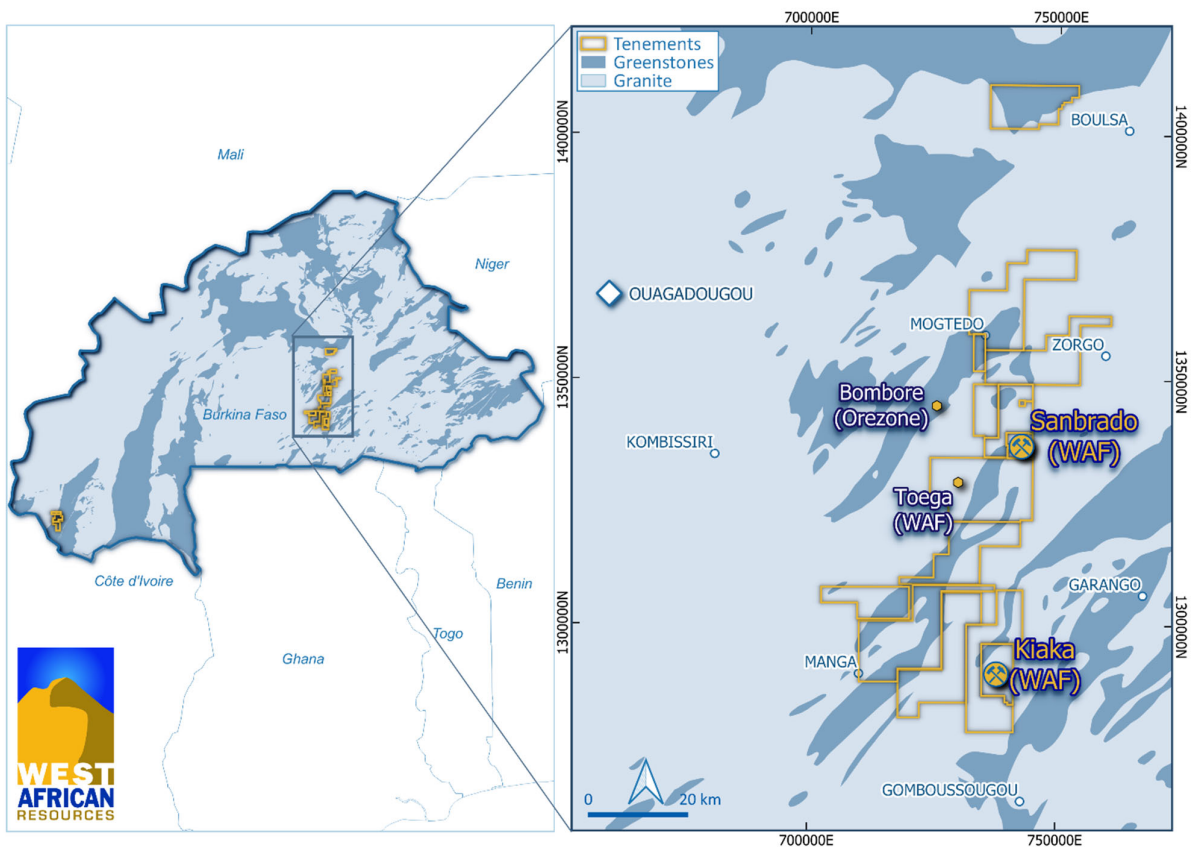 Mali
Niger
Burkina Faso
Côte d'Ivoire
Benin
Togo
Ghana
WEST
AFRICAN
RESOURCES
700000E
750000E
Tenements
Greenstones
Granite
1400000N
1400000N
BOULSA
OUAGADOUGOU
MOGTEDO
ZORGO
1350000N
1350000N
Bombore
(Orezone)
Sanbrado
(WAF)
KOMBISSIRI
Toega
(WAF)
GARANGO
1300000N
1300000N
MANGA
Kiaka
(WAF)
GOMBOUSSOUGOU
0 20 km
700000E
750000E